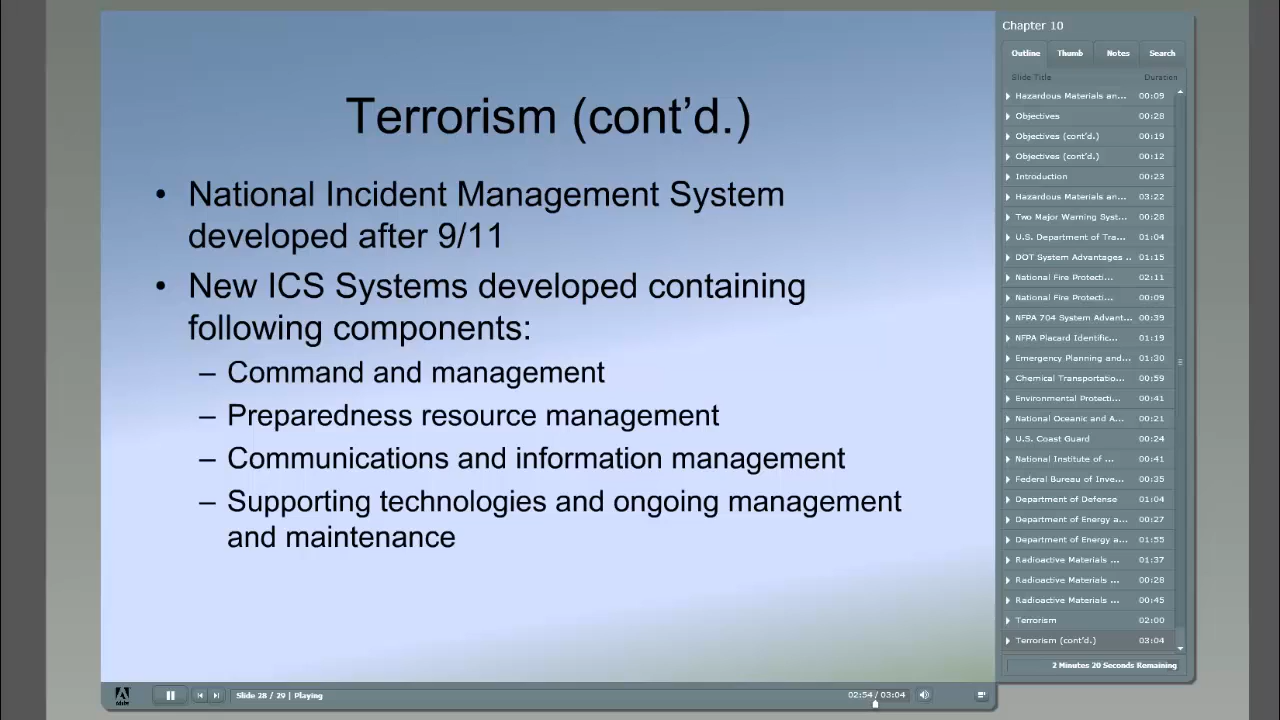 Terrorism (cont'd.)
• National Incident Management System
developed after 9/11
• New ICS Systems developed containing
following components:
– Command and management
– Preparedness resource management
– Communications and information management
– Supporting technologies and ongoing management
and maintenance
Chapter 10
Outline Thumb Notes Search
Slide Title Duration
Hazardous Materials an... 00:09
Objectives 00:28
Objectives (cont'd.) 00:19
Objectives (cont'd.) 00:12
Introduction 00:23
Hazardous Materials an... 03:22
Two Major Warning Syst... 00:28
U.S. Department of Tra... 01:04
DOT System Advantages .. 01:15
National Fire Protecti... 02:11
National Fire Protecti... 00:09
NFPA 704 System Advant... 00:39
NFPA Placard Identific... 01:19
Emergency Planning and... 01:30
Chemical Transportatio... 00:59
Environmental Protecti... 00:41
National Oceanic and A... 00:21
U.S. Coast Guard 00:24
National Institute of ... 00:41
Federal Bureau of Inve... 00:35
Department of Defense 01:04
Department of Energy a... 00:27
Department of Energy a... 01:55
Radioactive Materials ... 01:37
Radioactive Materials ... 00:28
Radioactive Materials ... 00:45
Terrorism 02:00
Terrorism (cont'd.) 03:04
2 Minutes 20 Seconds Remaining
Adobe
Slide 28 / 29 | Playing
02:54 / 03:04